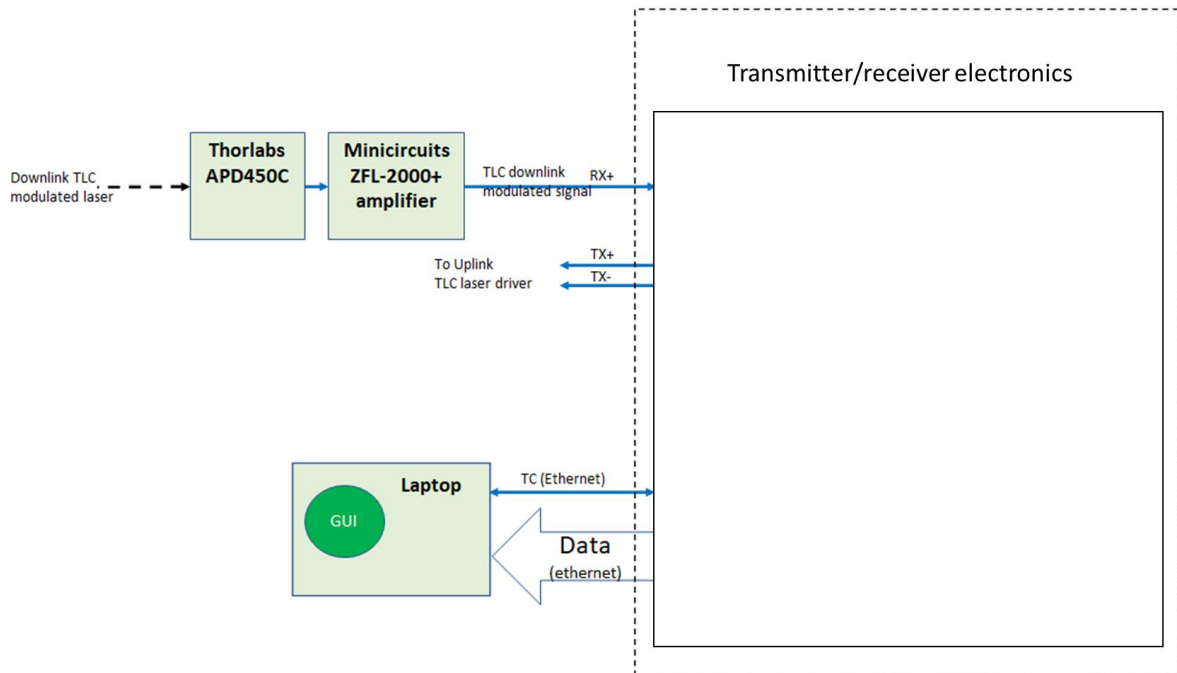 Transmitter/receiver electronics
Thorlabs
APD450C
Minicircuits
ZFL-2000+
amplifier
Downlink TLC
modulated laser
TLC downlink
modulated signal
RX+
To Uplink
TLC laser driver
TX+
TX-
Laptop
GUI
TC (Ethernet)
Data
(ethernet)